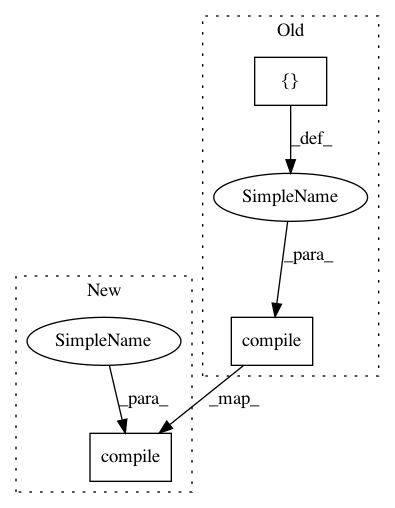 Old
{}
_def_
SimpleName
_para_
New
SimpleName
compile
_para_
_map_
compile